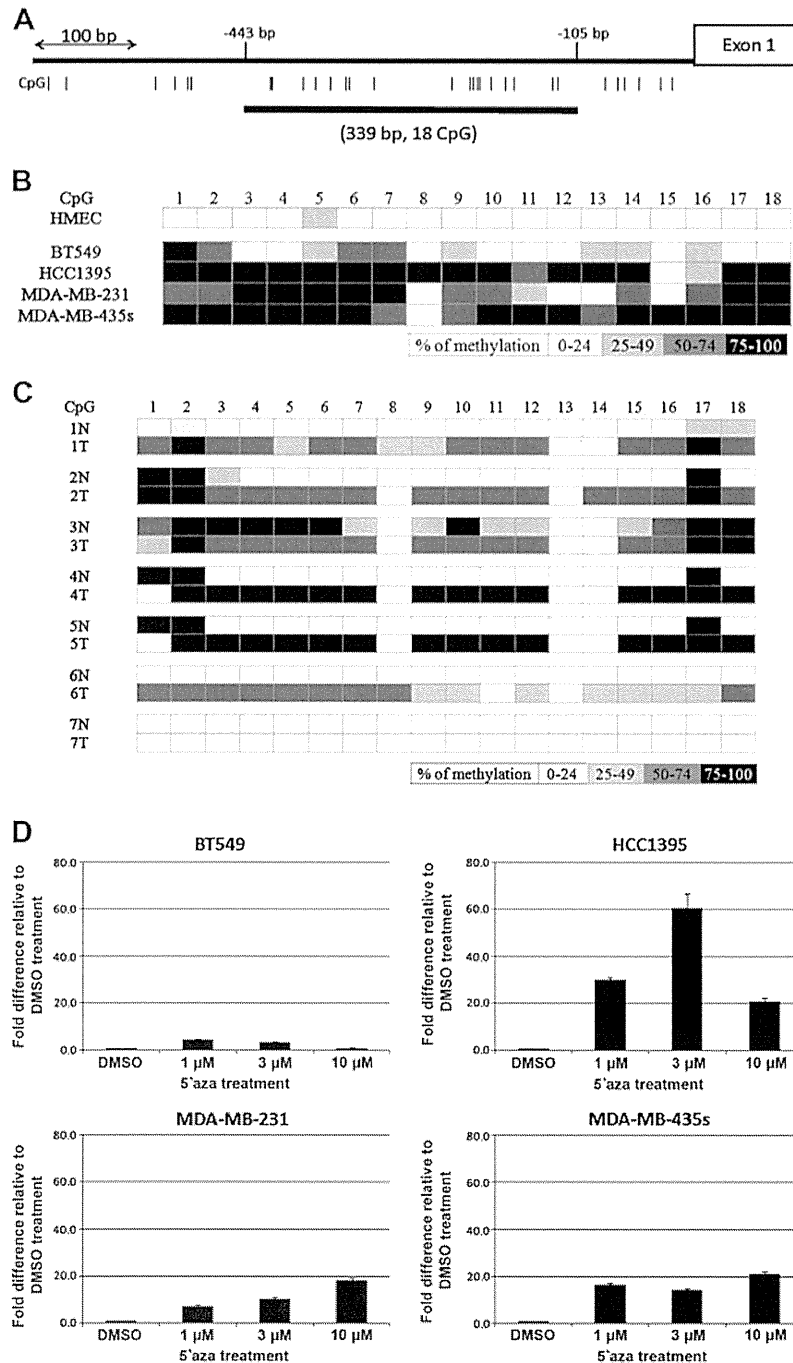 A
100 bp
-443 bp
-105 bp
Exon 1
CpG
(339 bp, 18 CpG)
B
CpG 1 2 3 4 5 6 7 8 9 10 11 12 13 14 15 16 17 18
HMEC
BT549
HCC1395
MDA-MB-231
MDA-MB-435s
% of methylation 0-24 25-49 50-74 75-100
C
CpG 1 2 3 4 5 6 7 8 9 10 11 12 13 14 15 16 17 18
1N
1T
2N
2T
3N
3T
4N
4T
5N
5T
6N
6T
7N
7T
% of methylation 0-24 25-49 50-74 75-100
D
BT549
Fold difference relative to
DMSO treatment
80.0
60.0
40.0
20.0
0.0
DMSO 1 µM 3 µM 10 µM
5`aza treatment
HCC1395
Fold difference relative to
DMSO treatment
80.0
60.0
40.0
20.0
0.0
DMSO 1 µM 3 µM 10 µM
5`aza treatment
MDA-MB-231
Fold difference relative to
DMSO treatment
80.0
60.0
40.0
20.0
0.0
DMSO 1 µM 3 µM 10 µM
5`aza treatment
MDA-MB-435s
Fold difference relative to
DMSO treatment
80.0
60.0
40.0
20.0
0.0
DMSO 1 µM 3 µM 10 µM
5`aza treatment